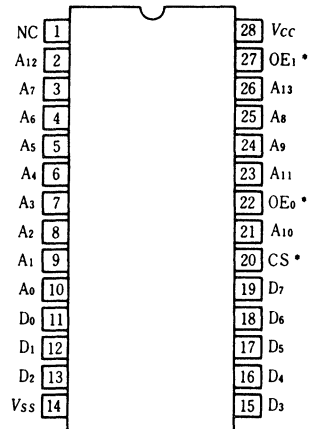 NC 1 28 Vcc
A12 2 27 OE1 *
A7 3 26 A13
A6 4 25 A8
A5 5 24 A9
A4 6 23 A11
A3 7 22 OE0 *
A2 8 21 A10
A1 9 20 CS *
A0 10 19 D7
D0 11 18 D6
D1 12 17 D5
D2 13 16 D4
Vss 14 15 D3